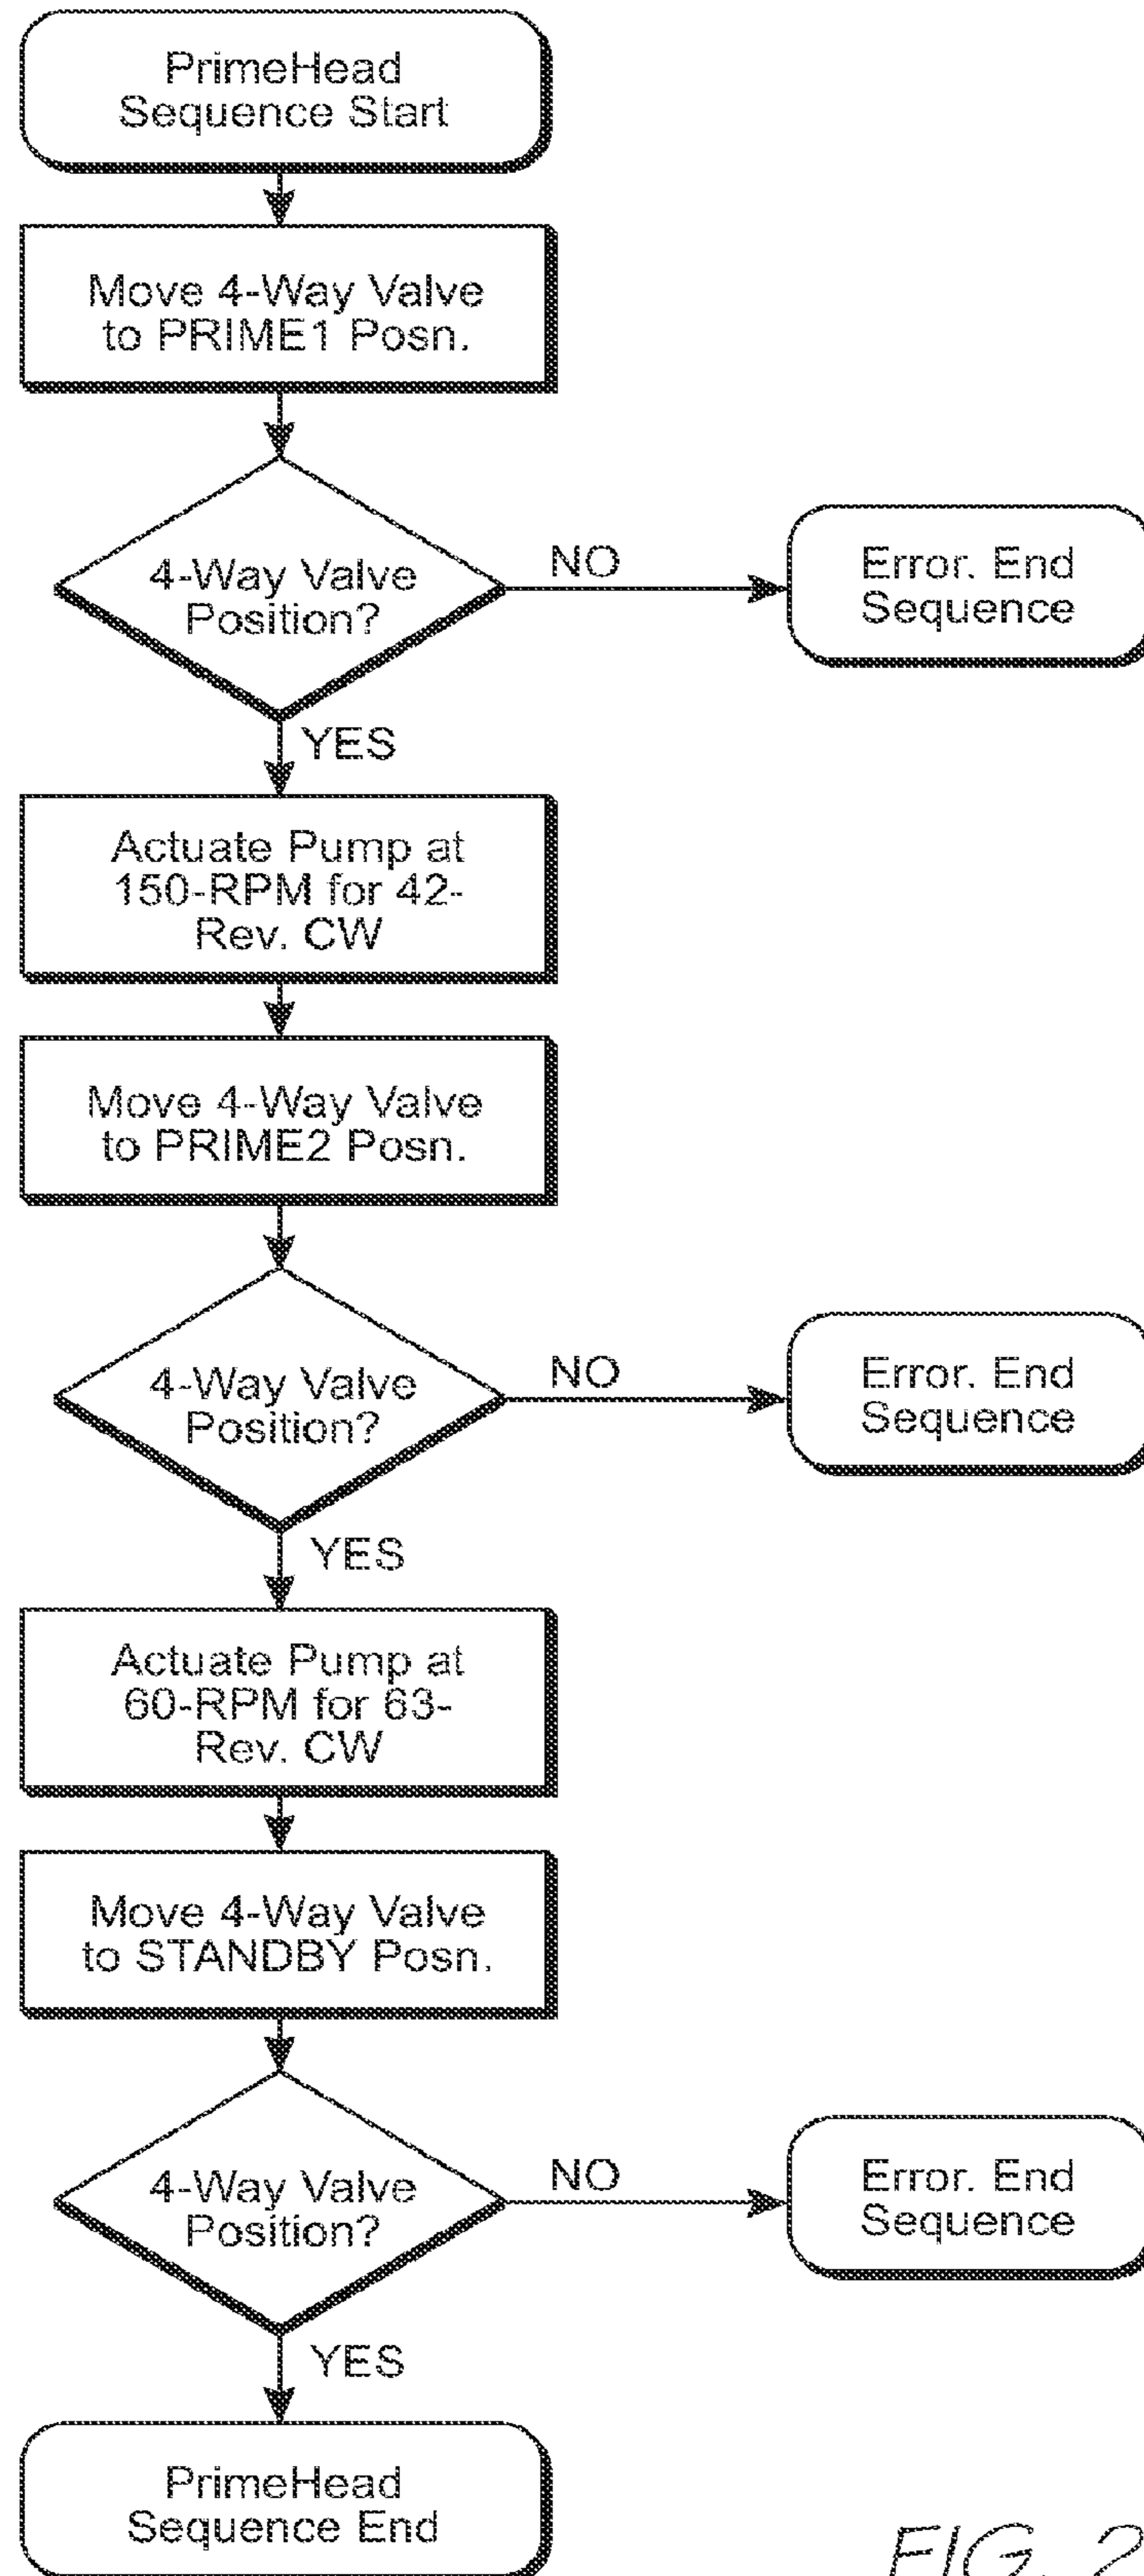 PrimeHead
Sequence Start
Move 4-Way Valve
to PRIME1 Posn.
4-Way Valve
Position?
NO
Error. End
Sequence
YES
Actuate Pump at
150-RPM for 42-
Rev. CW
Move 4-Way Valve
to PRIME2 Posn.
4-Way Valve
Position?
NO
Error. End
Sequence
YES
Actuate Pump at
60-RPM for 63-
Rev. CW
Move 4-Way Valve
to STANDBY Posn.
4-Way Valve
Position?
NO
Error. End
Sequence
YES
PrimeHead
Sequence End
FIG. 2